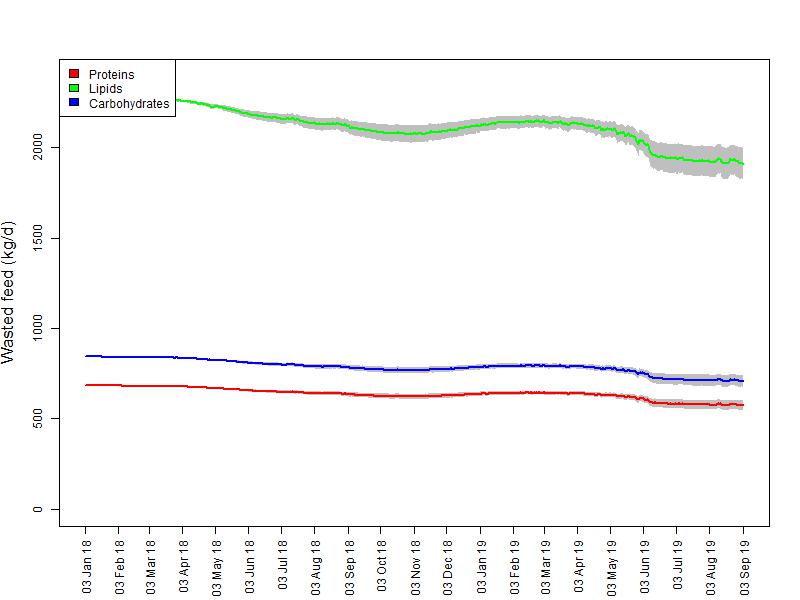 Proteins
Lipids
Carbohydrates
Wasted feed (kg/d)
2000
1500
1000
500
0
03 Jan 18
03 Feb 18
03 Mar 18
03 Apr 18
03 May 18
03 Jun 18
03 Jul 18
03 Aug 18
03 Sep 18
03 Oct 18
03 Nov 18
03 Dec 18
03 Jan 19
03 Feb 19
03 Mar 19
03 Apr 19
03 May 19
03 Jun 19
03 Jul 19
03 Aug 19
03 Sep 19